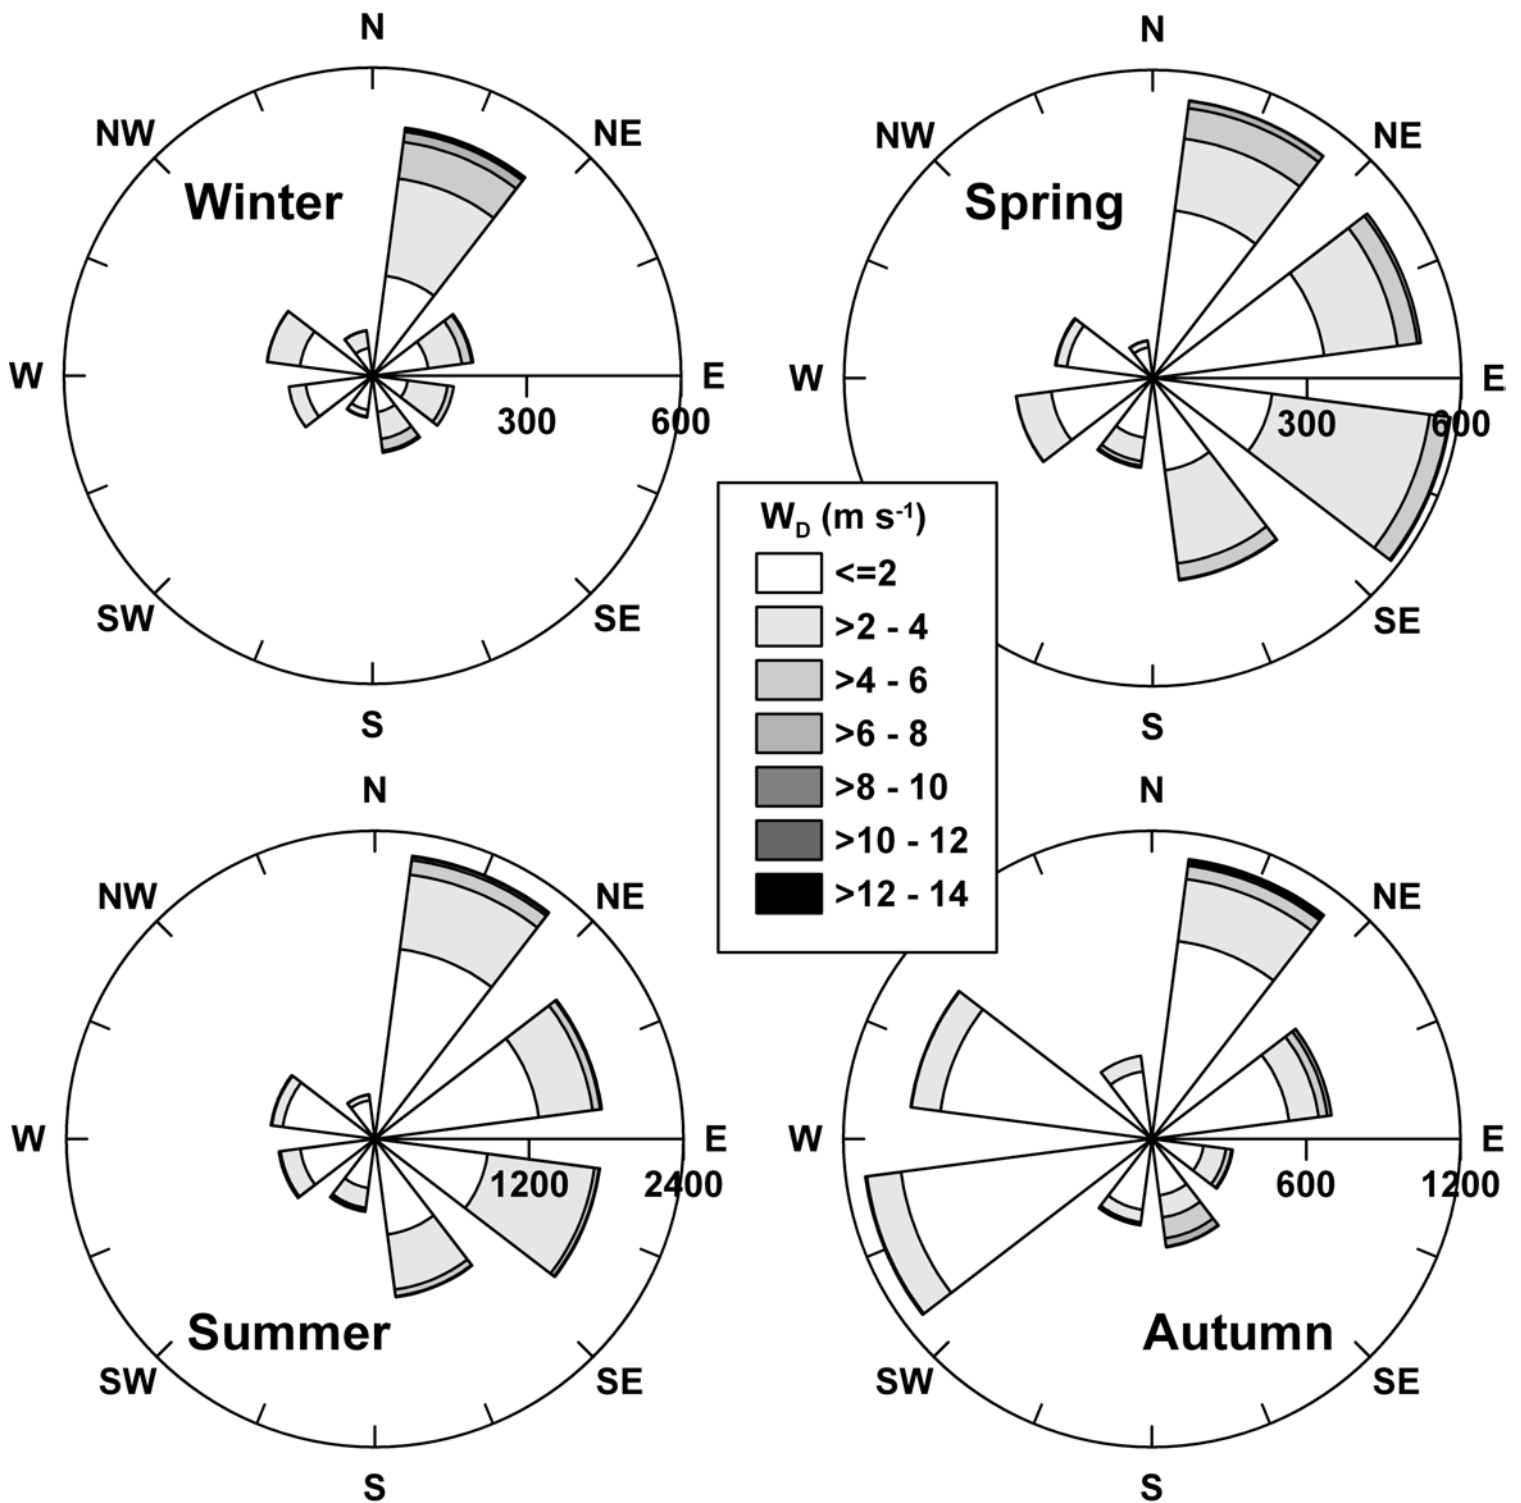 N
NW
NE
Winter
W
E
300
600
SW
SE
S
N
NW
NE
Spring
W
E
300
600
SE
S
W_D (m s⁻¹)
<=2
>2 - 4
>4 - 6
>6 - 8
>8 - 10
>10 - 12
>12 - 14
N
NW
NE
W
E
1200
2400
Summer
SW
SE
S
N
NE
W
E
600
1200
Autumn
SW
SE
S